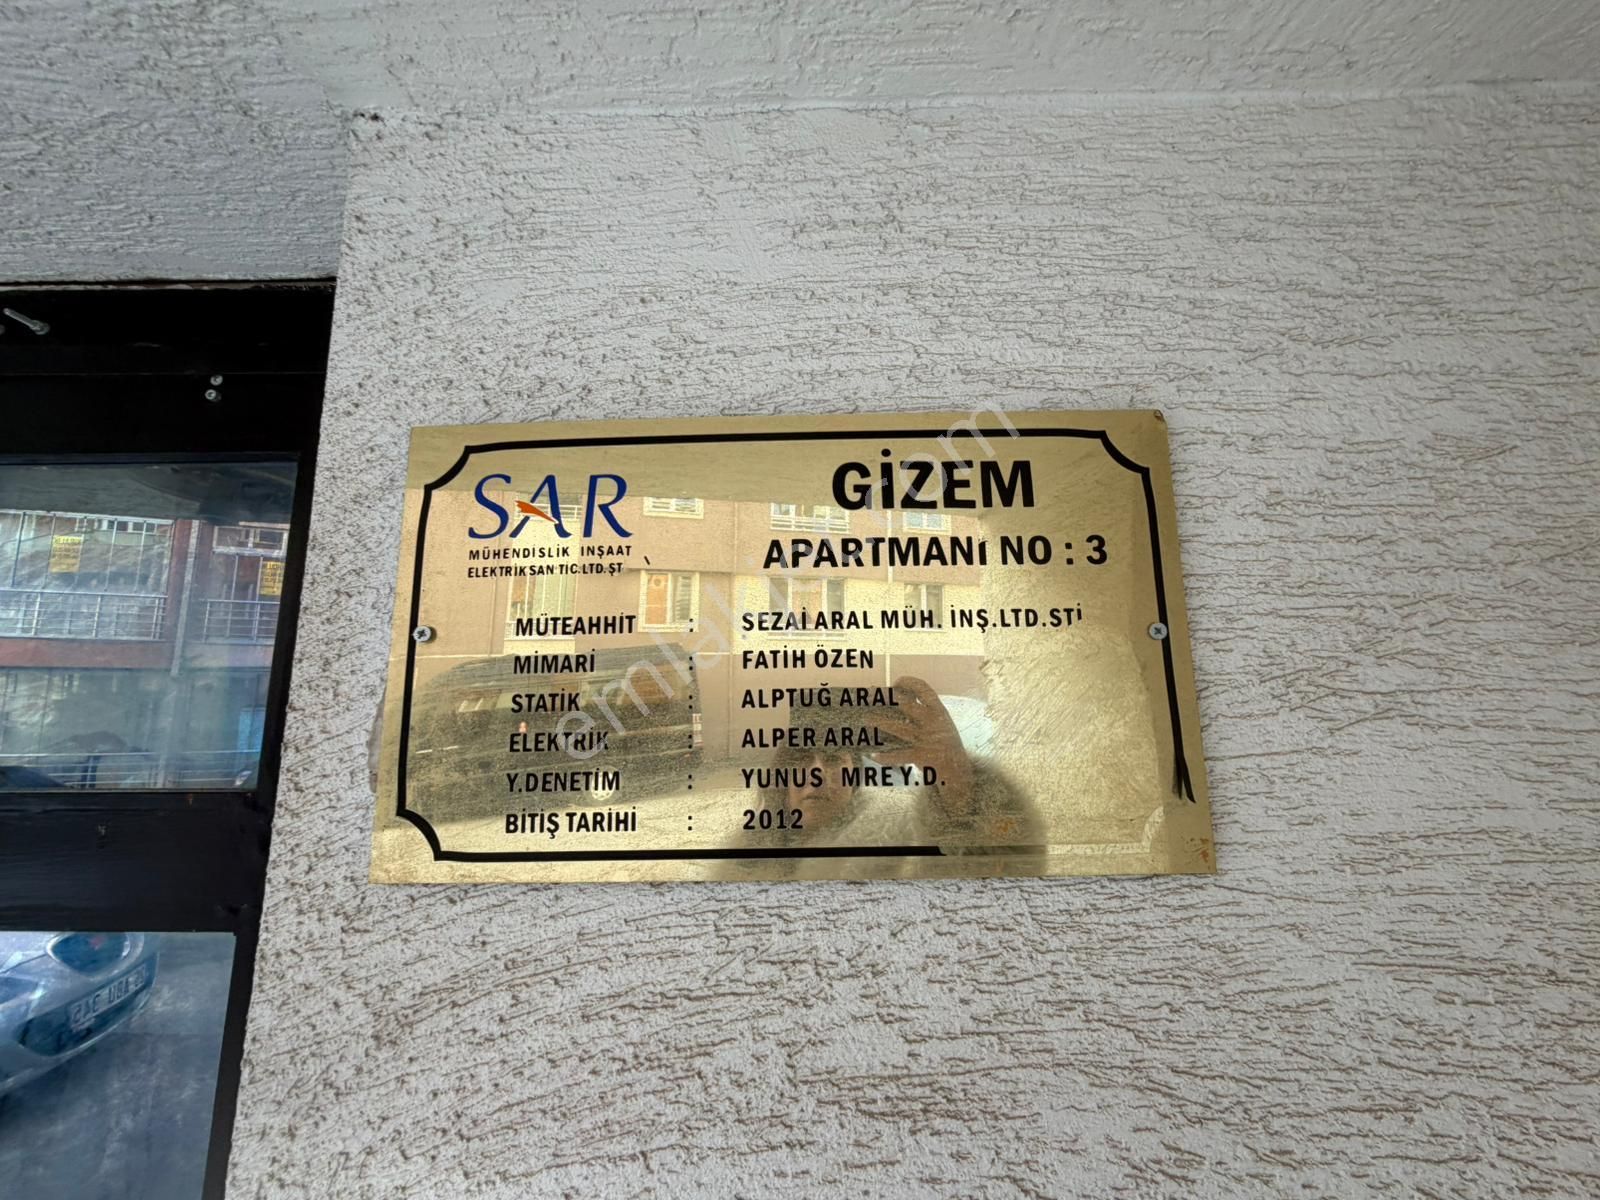 SAR
MÜHENDİSLİK İNŞAAT
ELEKTRİK SAN TİC.LTD.ŞT
GİZEM
APARTMANI NO : 3
MÜTEAHHİT : SEZAİ ARAL MÜH. İNŞ.LTD.STİ
MİMARİ : FATİH ÖZEN
STATİK : ALPTUĞ ARAL
ELEKTRİK : ALPER ARAL
Y.DENETİM : YUNUS MRE Y.D.
BİTİŞ TARİHİ : 2012
emlakjet.com